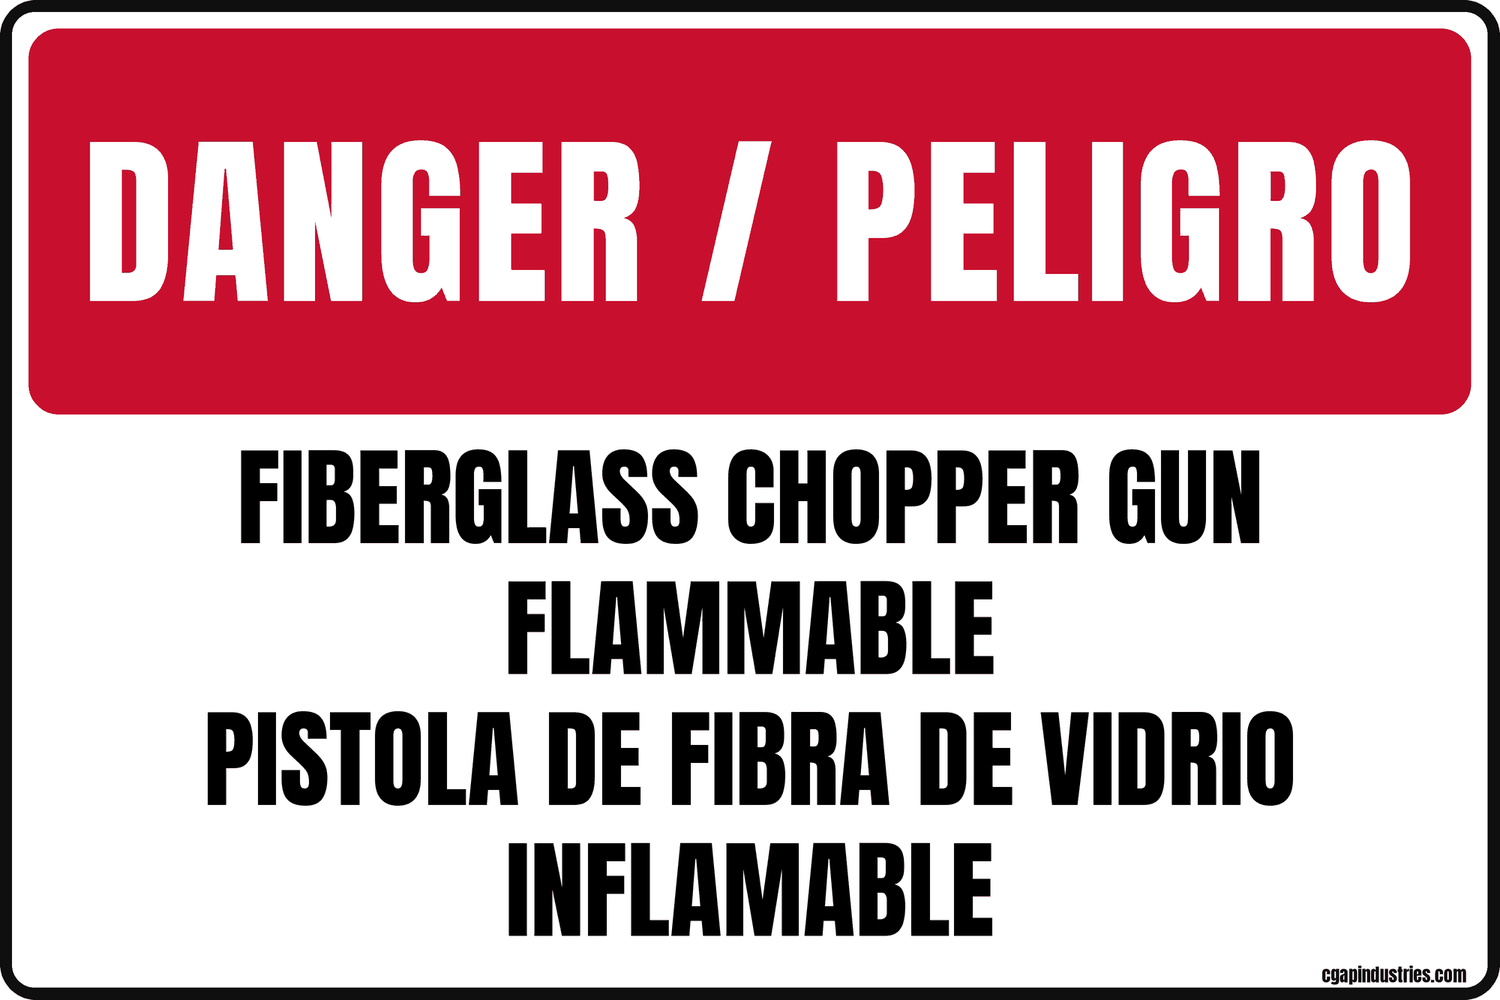 DANGER / PELIGRO
FIBERGLASS CHOPPER GUN
FLAMMABLE
PISTOLA DE FIBRA DE VIDRIO
INFLAMABLE
cgapindustries.com